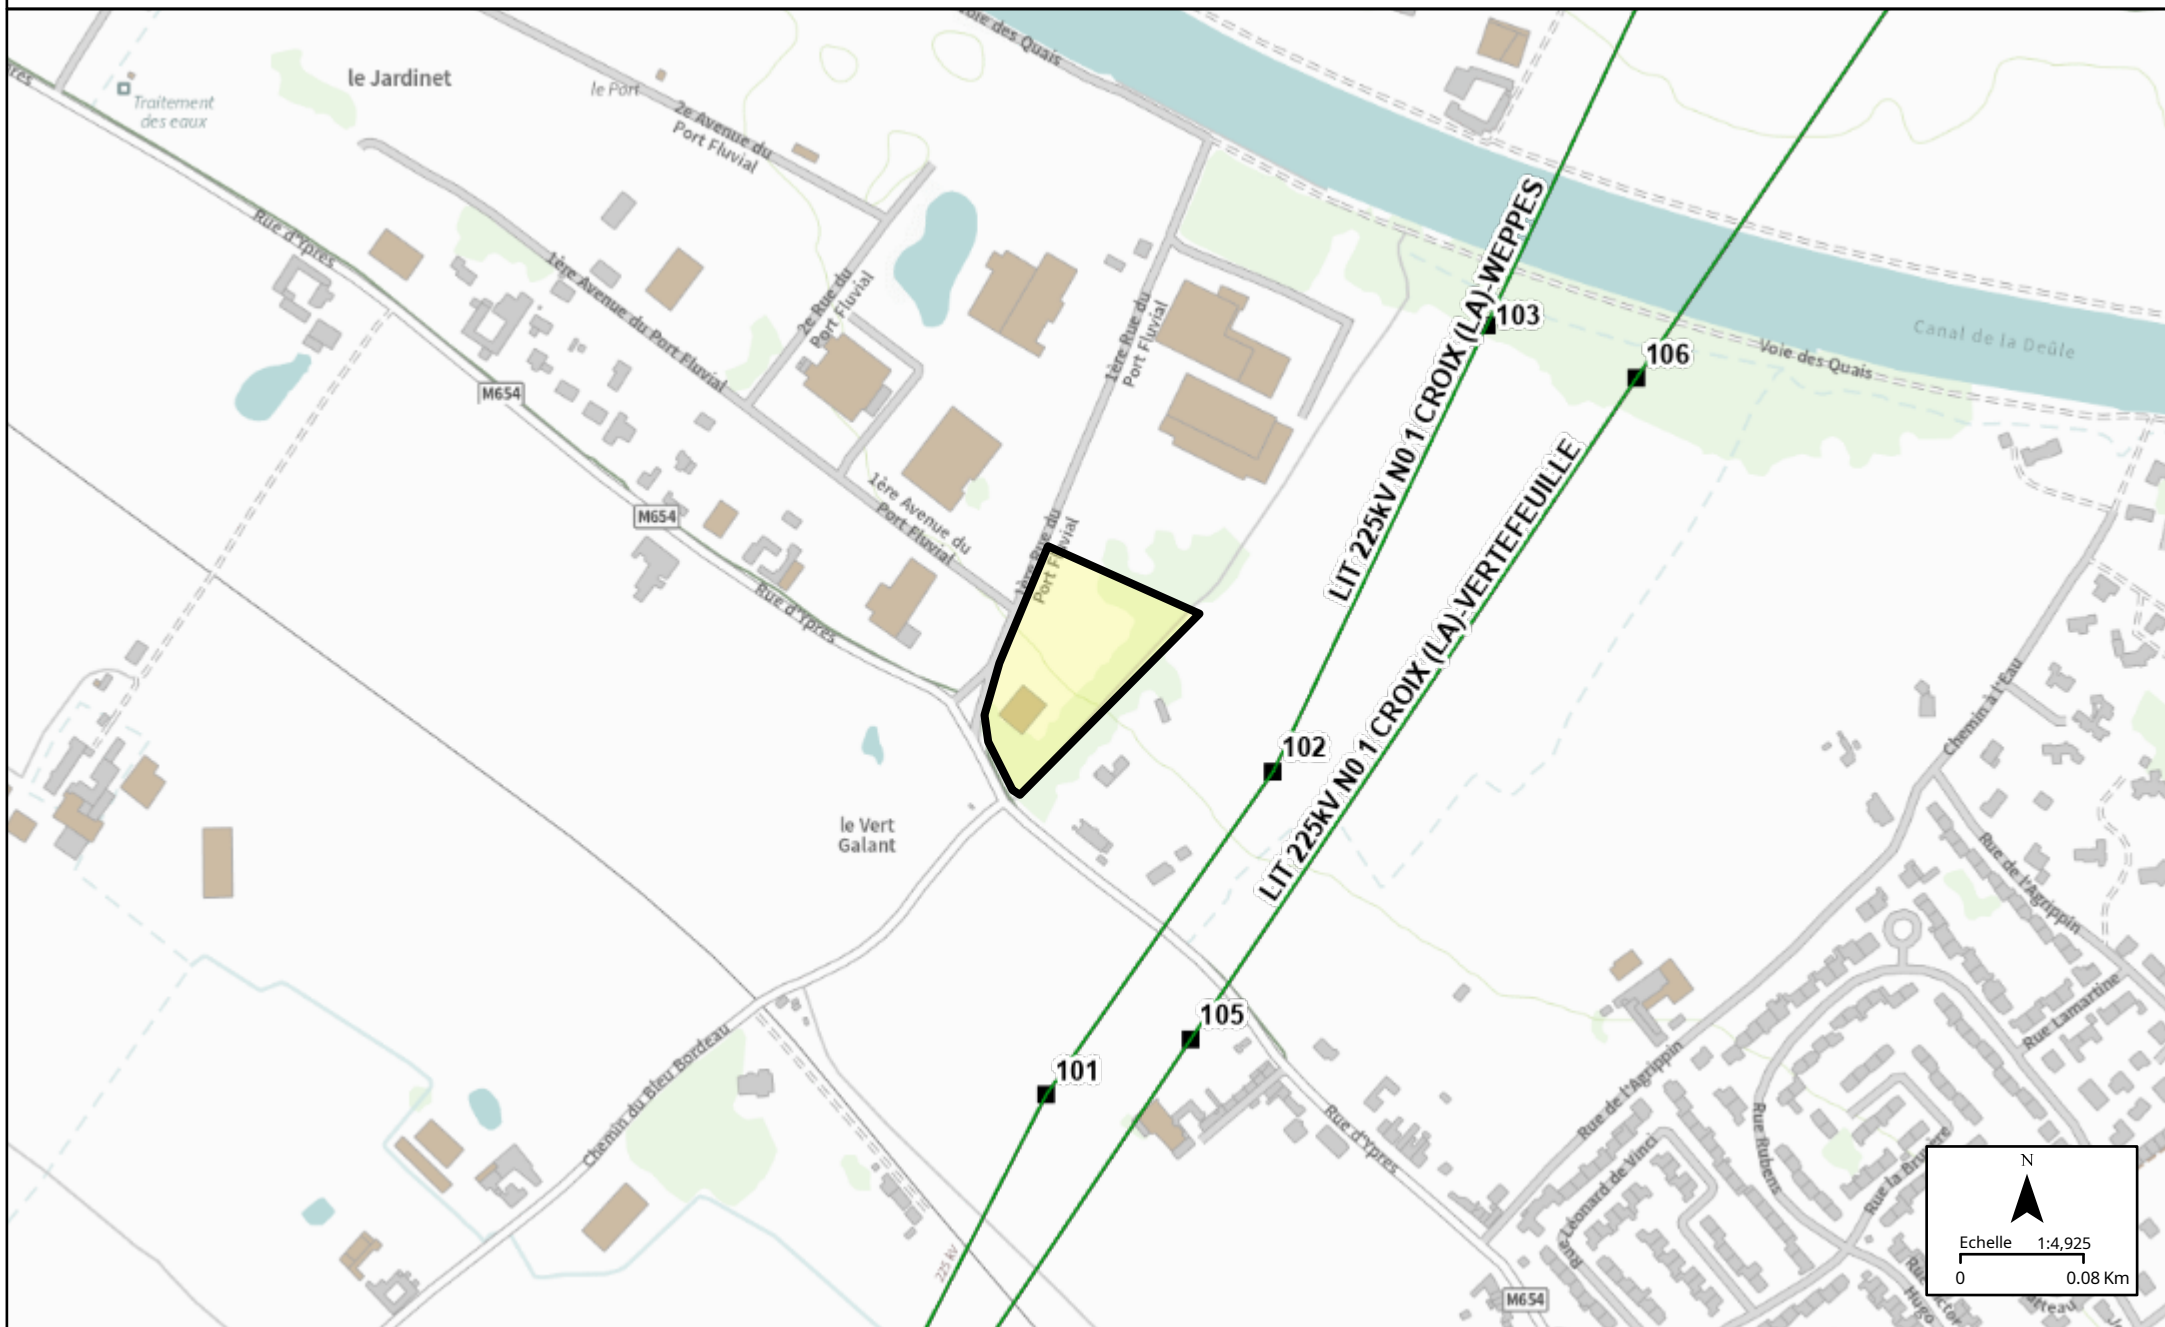 Voie des Quais
le Jardinet
le Port
Traitement
des eaux
2e Avenue du
Port Fluvial
Rue d'Ypres
1ère Avenue du Port Fluvial
2e Rue du
Port Fluvial
1ère Rue du
Port Fluvial
LIT 225kV N0 1 CROIX (LA)-WEPPES
103
106
Canal de la Deûle
Voie des Quais
M654
LIT 225kV N0 1 CROIX (LA)-VERTEFEUILLE
M654
1ère Avenue du
Port Fluvial
1ère Rue du
Port Fluvial
Rue d'Ypres
102
Chemin à l'Eau
le Vert
Galant
Rue de l'Agrippin
105
Rue Lamartine
101
Chemin du Bleu Bordeau
Rue de l'Agrippin
Rue d'Ypres
Rue Léonard de Vinci
Rue Rubens
225 kV
M654
N
Echelle 1:4,925
0 0.08 Km